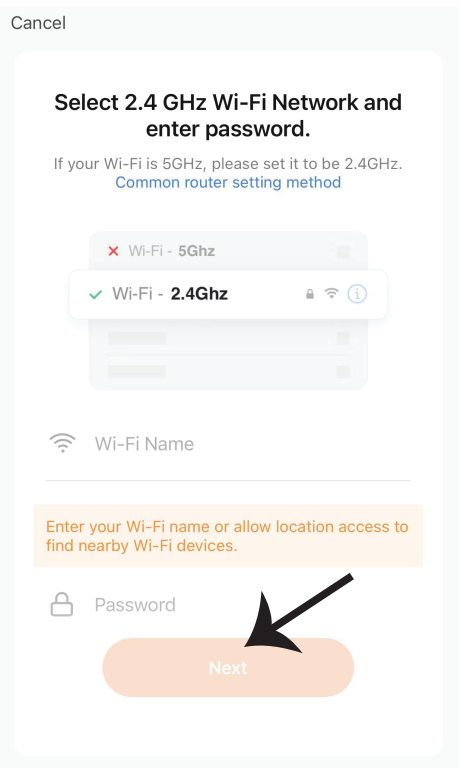 Cancel
Select 2.4 GHz Wi-Fi Network and
enter password.
If your Wi-Fi is 5GHz, please set it to be 2.4GHz.
Common router setting method
Wi-Fi - 5Ghz
Wi-Fi - 2.4Ghz
Wi-Fi Name
Enter your Wi-Fi name or allow location access to
find nearby Wi-Fi devices.
Password
Next